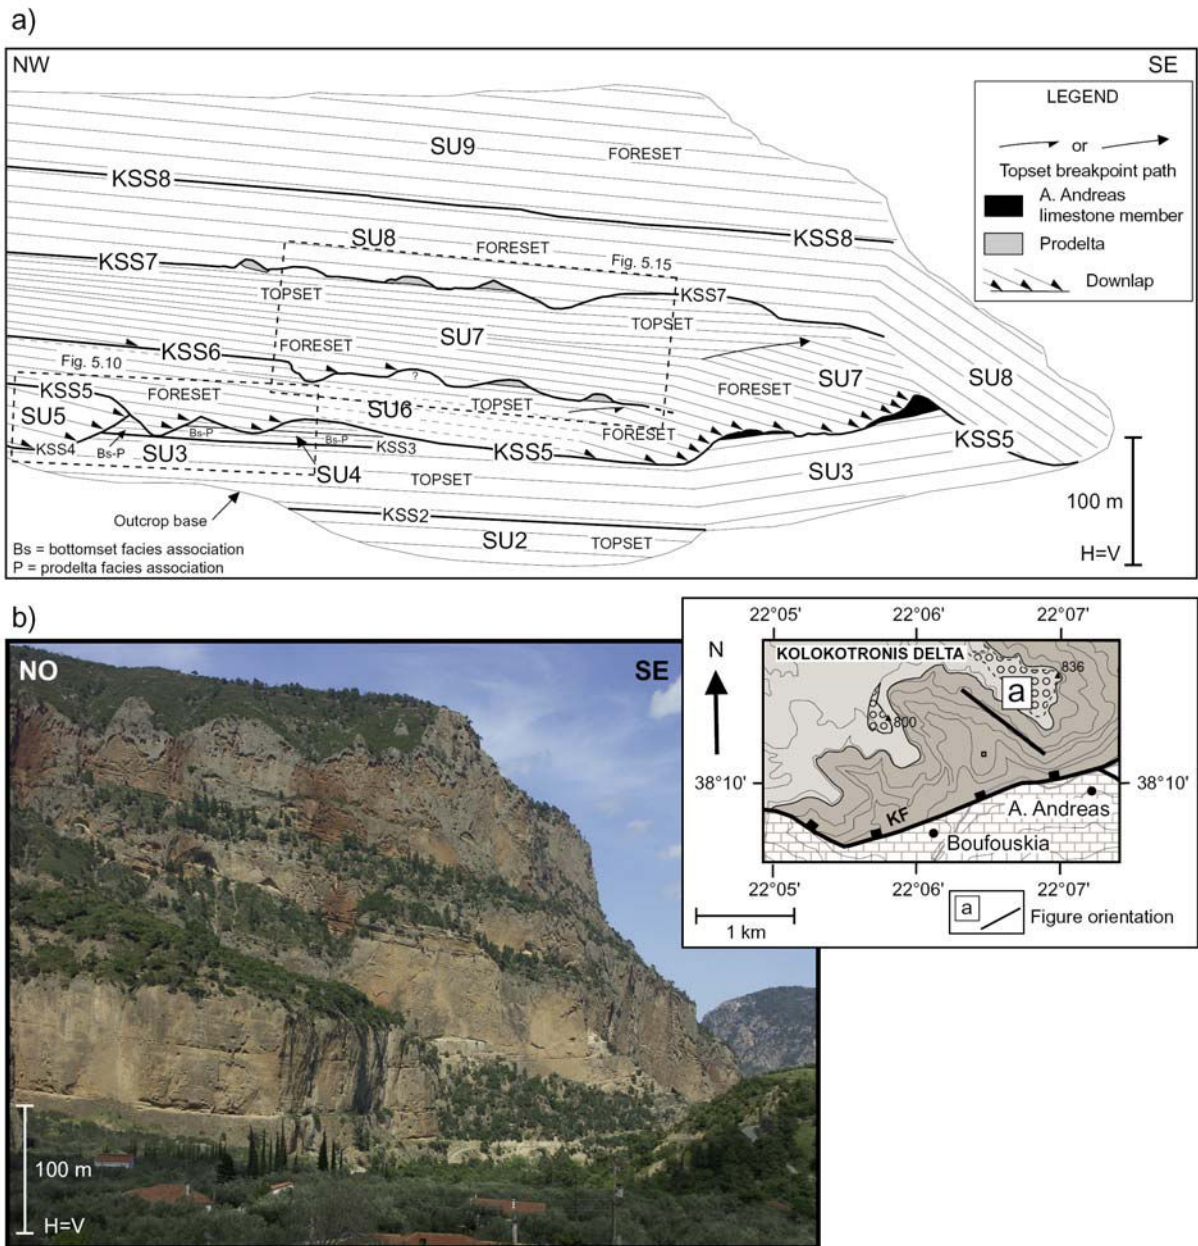 a)
NW
SE
LEGEND
or
Topset breakpoint path
A. Andreas
limestone member
Prodelta
Downlap
SU9
FORESET
KSS8
SU8
FORESET
KSS8
KSS7
Fig. 5.15
TOPSET
KSS7
TOPSET
SU7
FORESET
KSS6
Fig. 5.10
?
FORESET
SU7
SU8
KSS5
FORESET
SU6
TOPSET
SU5
FORESET
KSS5
Bs-P
Bs-P
KSS4
Bs-P
SU3
KSS3
KSS5
SU3
SU4
TOPSET
100 m
KSS2
Outcrop base
SU2
TOPSET
H=V
Bs = bottomset facies association
P = prodelta facies association
b)
NO
SE
100 m
H=V
22°05'
22°06'
22°07'
N
KOLOKOTRONIS DELTA
836
a
800
38°10'
38°10'
KF
A. Andreas
Boufouskia
22°05'
22°06'
22°07'
1 km
a
Figure orientation